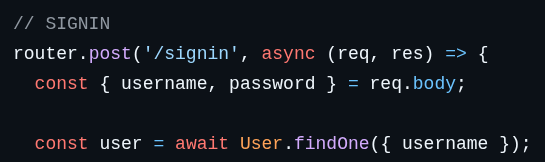 // SIGNIN
router.post('/signin', async (req, res) => {
  const { username, password } = req.body;

  const user = await User.findOne({ username });